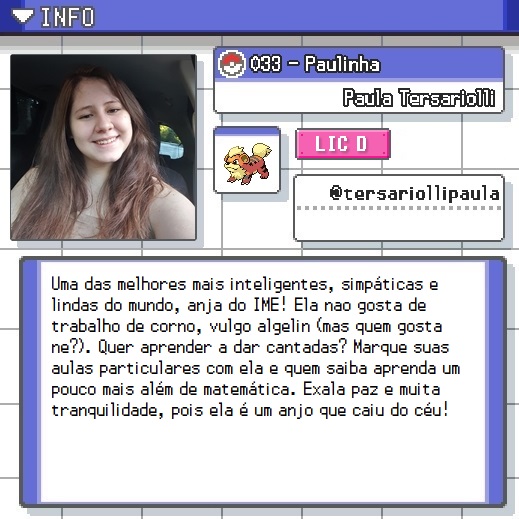 INFO
033 - Paulinha
Paula Tersariolli
LIC D
@tersariollipaula
Uma das melhores mais inteligentes, simpáticas e
lindas do mundo, anja do IME! Ela nao gosta de
trabalho de corno, vulgo algelin (mas quem gosta
ne?). Quer aprender a dar cantadas? Marque suas
aulas particulares com ela e quem saiba aprenda um
pouco mais além de matemática. Exala paz e muita
tranquilidade, pois ela é um anjo que caiu do céu!